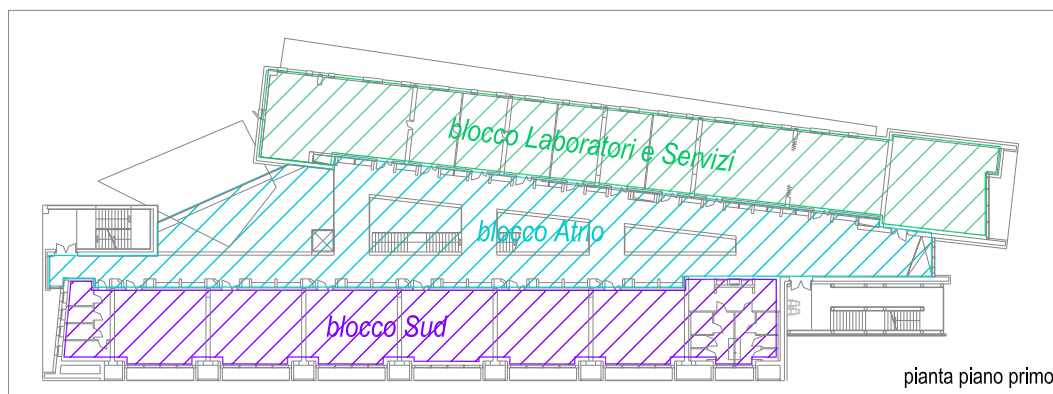 blocco Laboratori e Servizi
blocco Atrio
blocco Sud
pianta piano primo